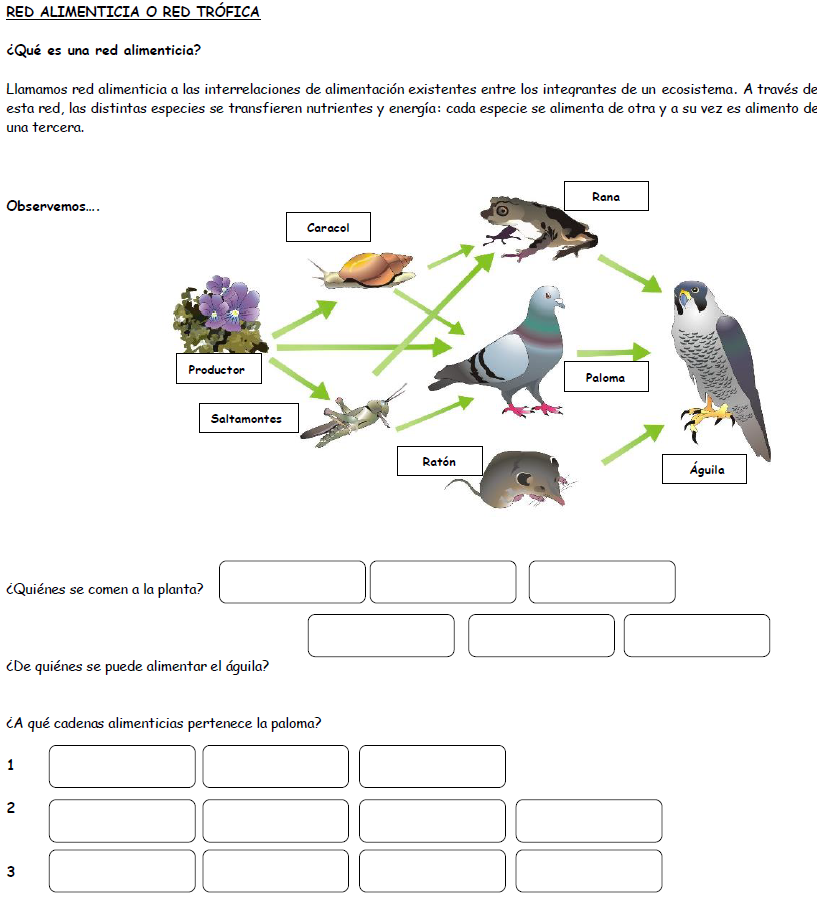 RED ALIMENTICIA O RED TRÓFICA
¿Qué es una red alimenticia?
Llamamos red alimenticia a las interrelaciones de alimentación existentes entre los integrantes de un ecosistema. A través de
esta red, las distintas especies se transfieren nutrientes y energía: cada especie se alimenta de otra y a su vez es alimento de
una tercera.
Observemos....
Rana
Caracol
Productor
Paloma
Saltamontes
Ratón
Águila
¿Quiénes se comen a la planta?
¿De quiénes se puede alimentar el águila?
¿A qué cadenas alimenticias pertenece la paloma?
1
2
3